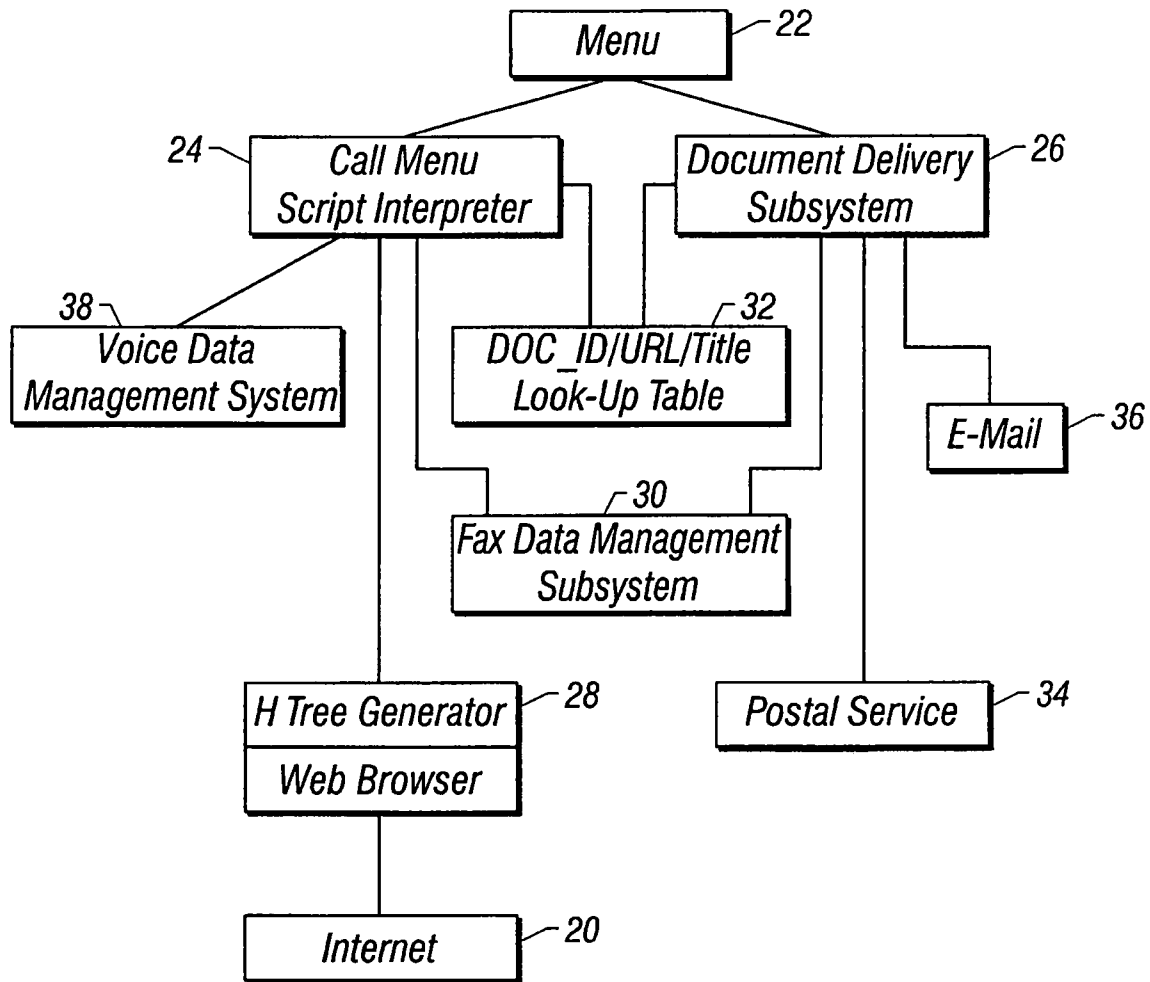 Menu
22
24
Call Menu
Script Interpreter
Document Delivery
Subsystem
26
38
Voice Data
Management System
32
DOC_ID/URL/Title
Look-Up Table
E-Mail
36
30
Fax Data Management
Subsystem
H Tree Generator
28
Web Browser
Postal Service
34
Internet
20